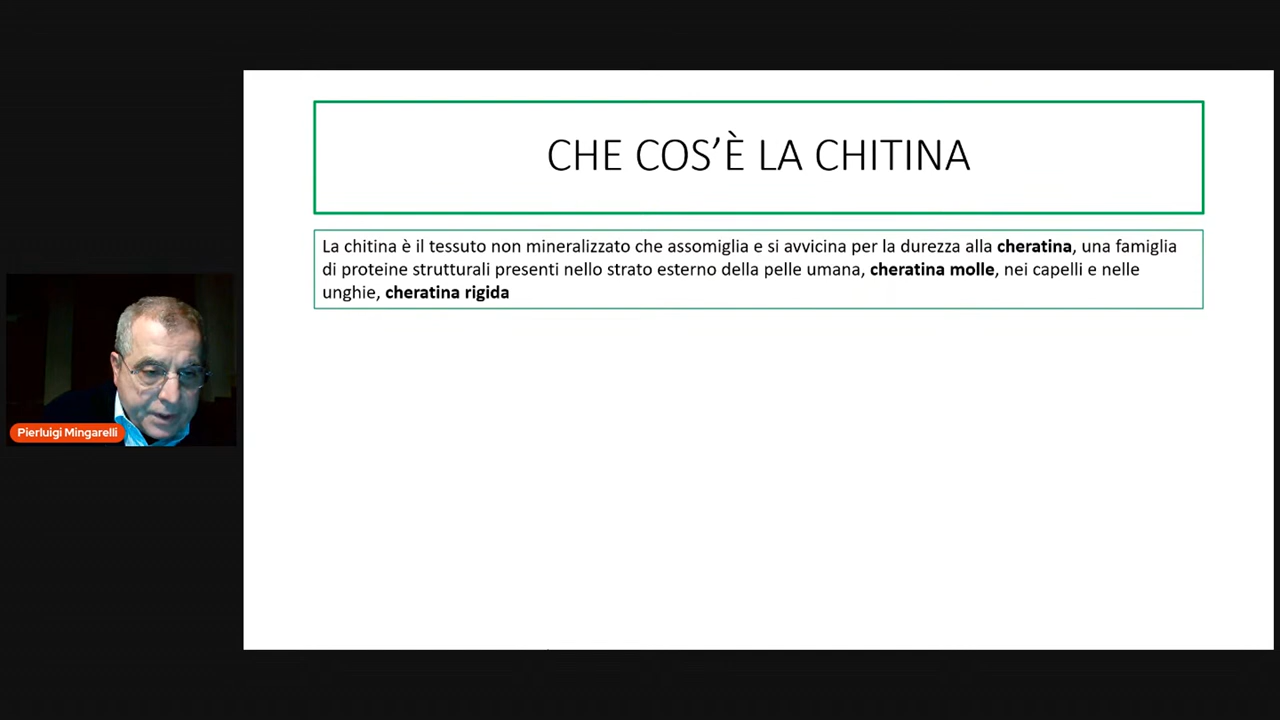 CHE COS'È LA CHITINA
La chitina è il tessuto non mineralizzato che assomiglia e si avvicina per la durezza alla cheratina, una famiglia
di proteine strutturali presenti nello strato esterno della pelle umana, cheratina molle, nei capelli e nelle
unghie, cheratina rigida
Pierluigi Mingarelli